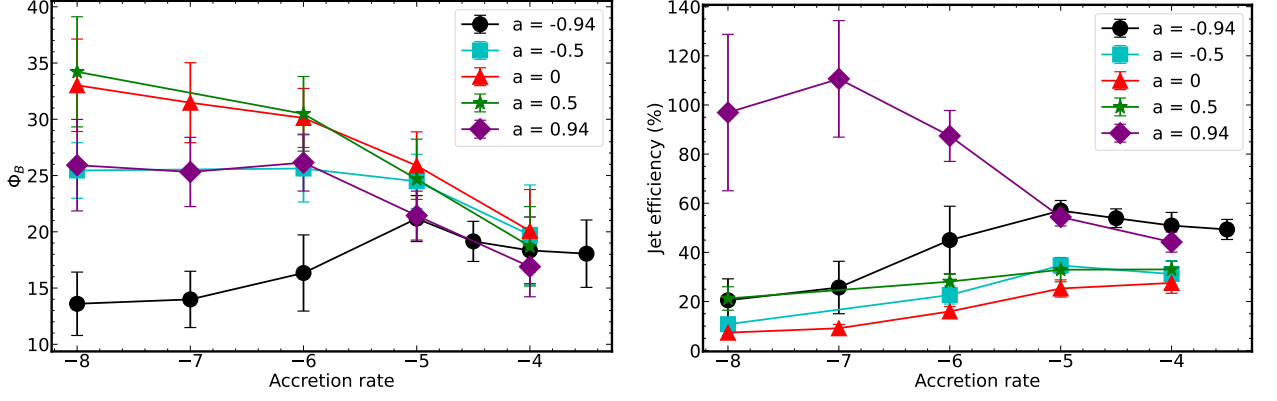 40
35
30
25
20
15
10
Φ_B
−8
−7
−6
−5
−4
Accretion rate
a = -0.94
a = -0.5
a = 0
a = 0.5
a = 0.94
140
120
100
80
60
40
20
0
Jet efficiency (%)
−8
−7
−6
−5
−4
Accretion rate
a = -0.94
a = -0.5
a = 0
a = 0.5
a = 0.94